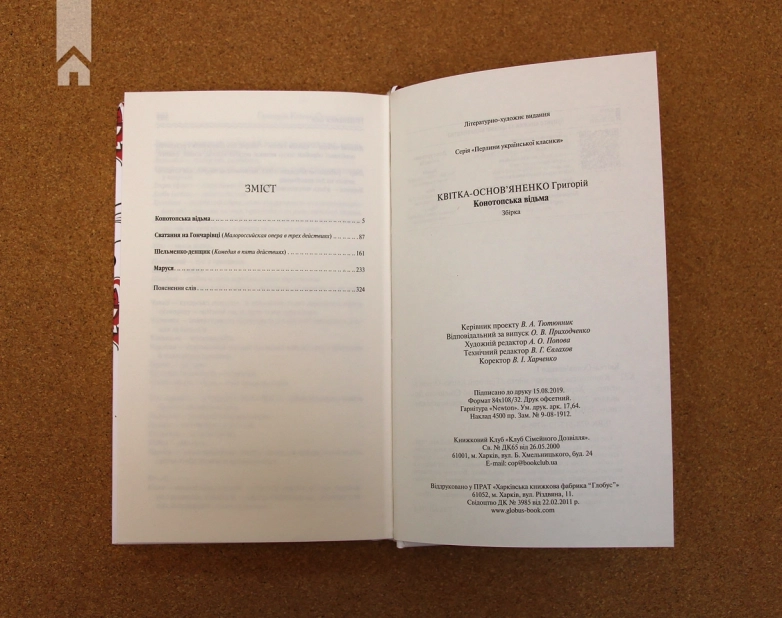 ЗМІСТ
Конотопська відьма 5
Сватання на Гончарівці (Малороссийская опера в трех действиях) 87
Шельменко-денщик (Комедия в пяти действиях) 161
Маруся 233
Пояснення слів 324
Літературно-художнє видання
Серія «Перлини української класики»
КВІТКА-ОСНОВ’ЯНЕНКО Григорій
Конотопська відьма
Збірка
Керівник проекту В. А. Тютюнник
Відповідальний за випуск О. В. Приходченко
Художній редактор А. О. Попова
Технічний редактор В. Г. Євлахов
Коректор В. І. Харченко
Підписано до друку 15.08.2019.
Формат 84x108/32. Друк офсетний.
Гарнітура «Newton». Ум. друк. арк. 17,64.
Наклад 4500 пр. Зам. № 9-08-1912.
Книжковий Клуб «Клуб Сімейного Дозвілля».
Св. № ДК65 від 26.05.2000
61001, м. Харків, вул. Б. Хмельницького, буд. 24
E-mail: cop@bookclub.ua
Віддруковано у ПРАТ «Харківська книжкова фабрика “Глобус”»
61052, м. Харків, вул. Різдвяна, 11.
Свідоцтво ДК № 3985 від 22.02.2011 р.
www.globus-book.com